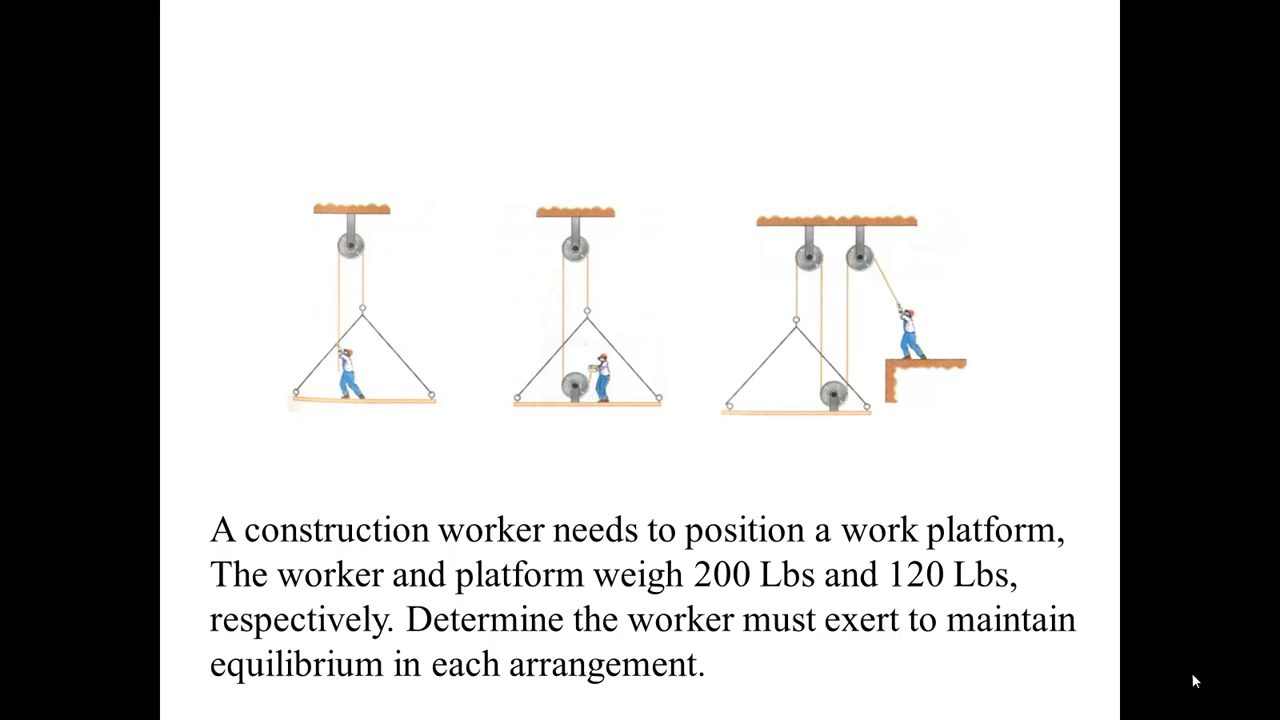 A construction worker needs to position a work platform,
The worker and platform weigh 200 Lbs and 120 Lbs,
respectively. Determine the worker must exert to maintain
equilibrium in each arrangement.